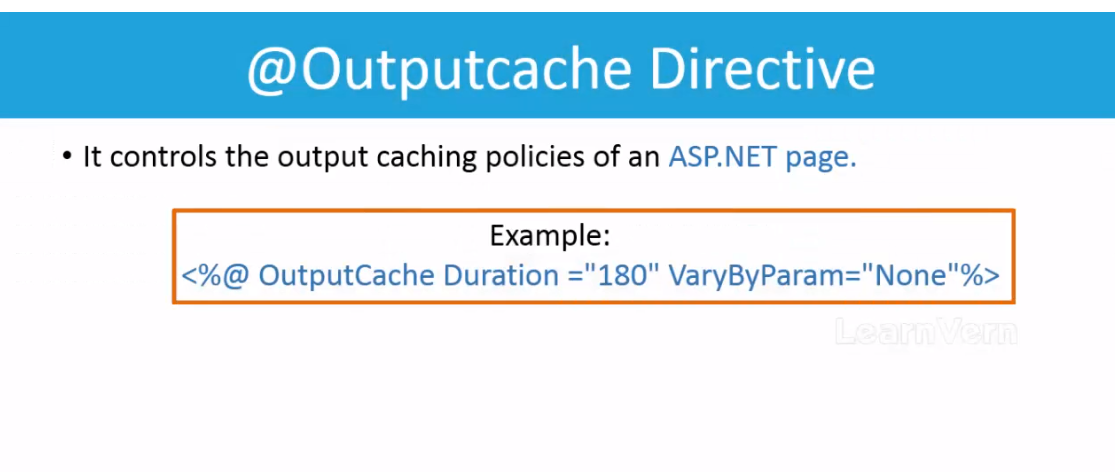 @Outputcache Directive
• It controls the output caching policies of an ASP.NET page.
Example:
<%@ OutputCache Duration ="180" VaryByParam="None"%>
LearnVern